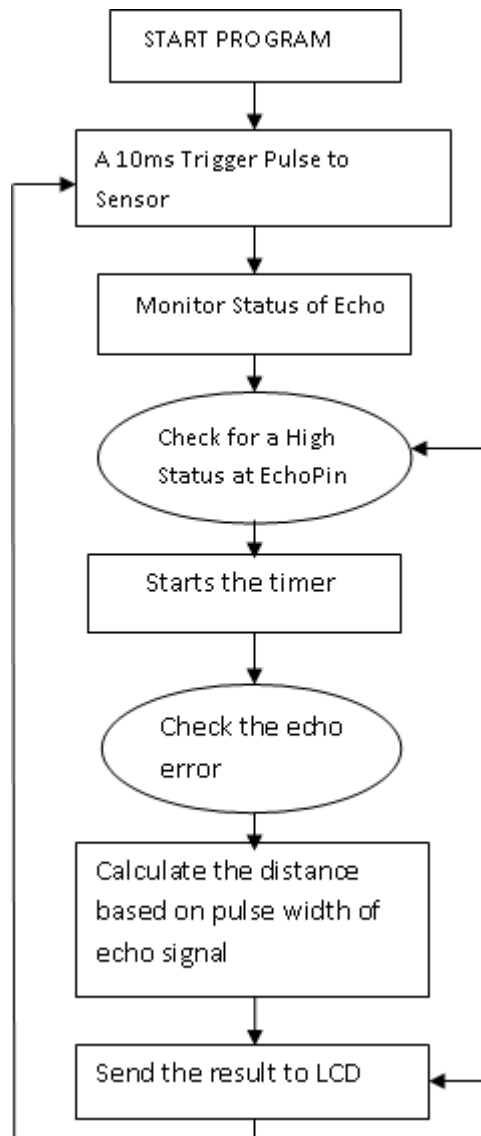 START PROGRAM
A 10ms Trigger Pulse to
Sensor
Monitor Status of Echo
Check for a High
Status at EchoPin
Starts the timer
Check the echo
error
Calculate the distance
based on pulse width of
echo signal
Send the result to LCD